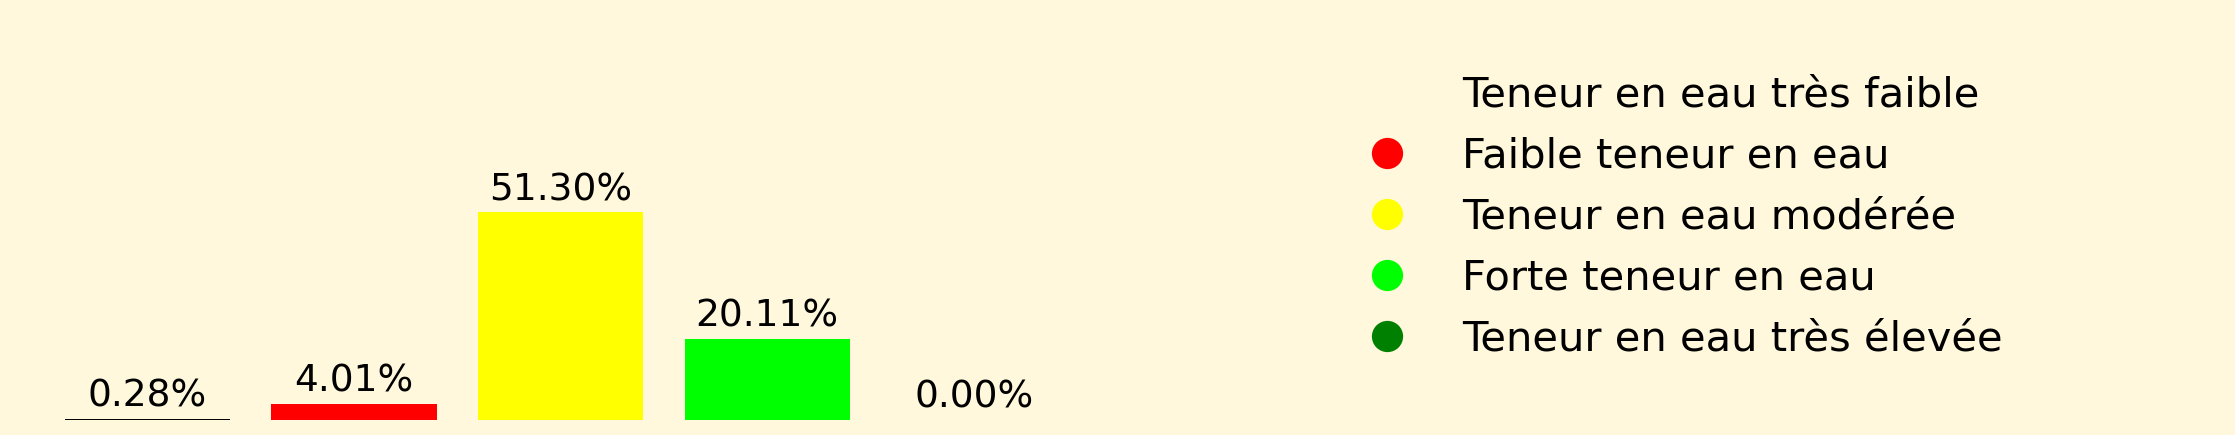 0.28%
4.01%
51.30%
20.11%
0.00%
Teneur en eau très faible
Faible teneur en eau
Teneur en eau modérée
Forte teneur en eau
Teneur en eau très élevée